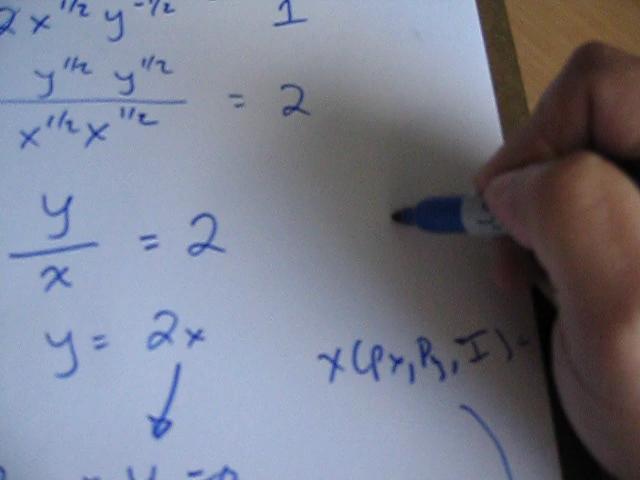 2x^{1/2} y^{-1/2} 1
y^{1/2} y^{1/2}
x^{1/2} x^{1/2} = 2
y
x = 2
y = 2x
x(Px, Py, I) =